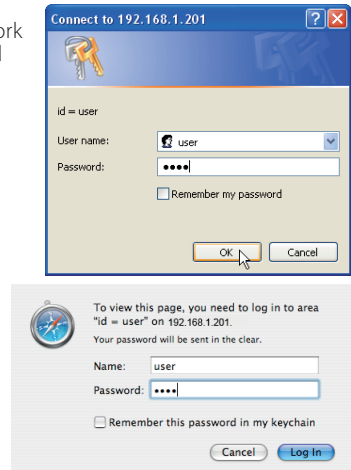 Connect to 192.168.1.201
ork
id = user
User name: user
Password: ••••
Remember my password
OK Cancel
To view this page, you need to log in to area
"id = user" on 192.168.1.201.
Your password will be sent in the clear.
Name: user
Password: ••••
Remember this password in my keychain
Cancel Log In